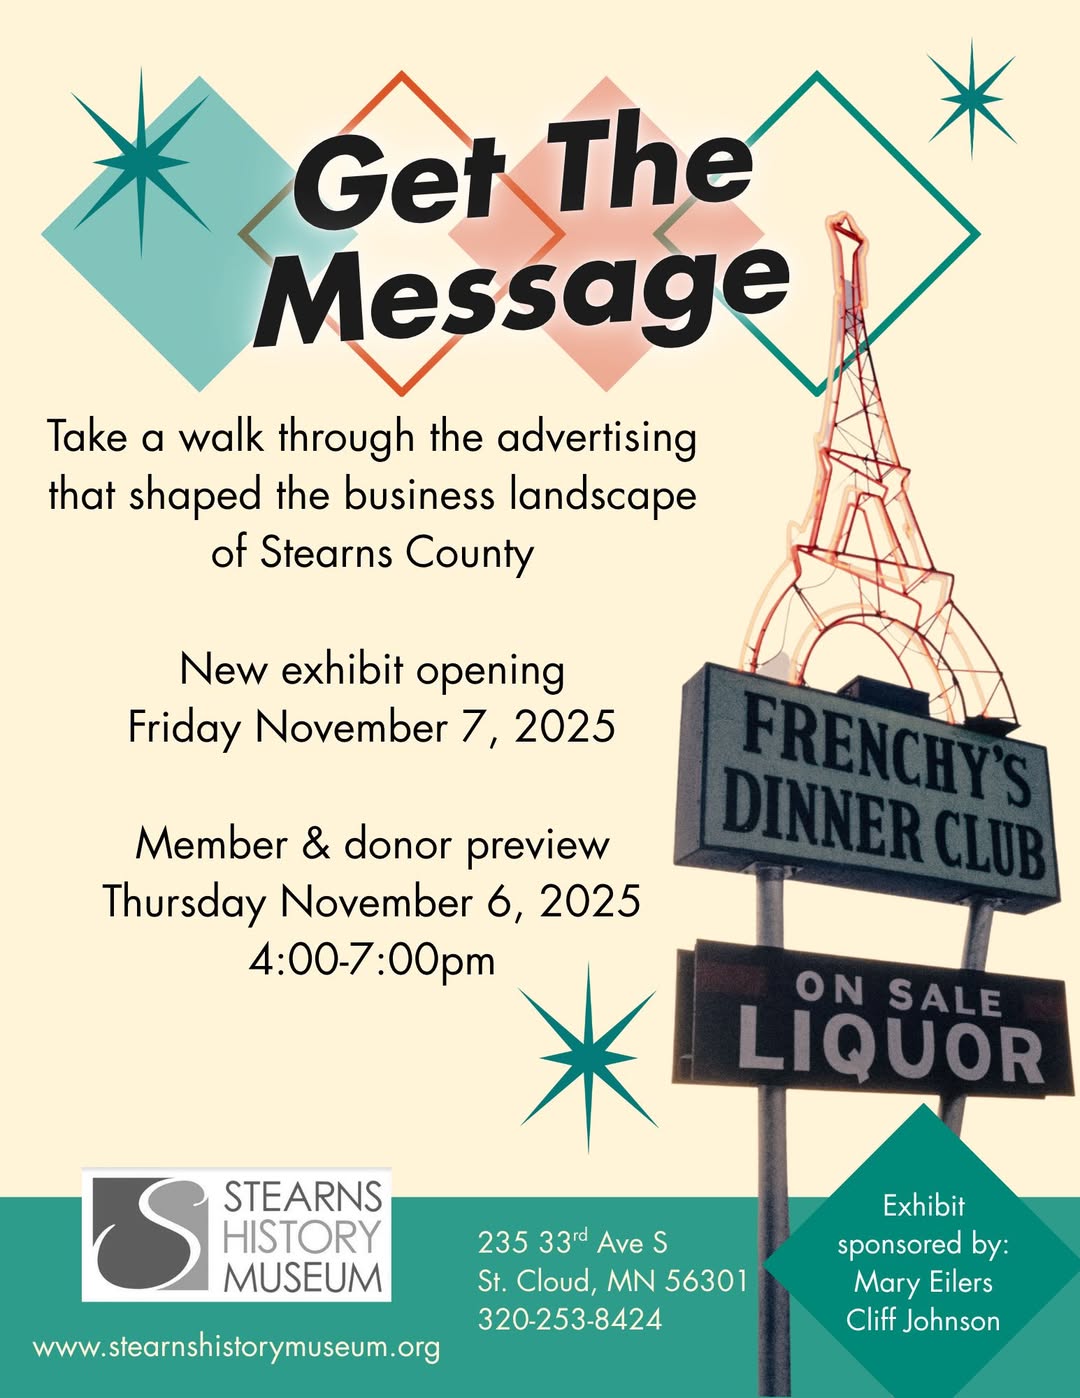 Get The
Message
Take a walk through the advertising
that shaped the business landscape
of Stearns County
New exhibit opening
Friday November 7, 2025
Member & donor preview
Thursday November 6, 2025
4:00-7:00pm
FRENCHY'S
DINNER CLUB
ON SALE
LIQUOR
STEARNS
HISTORY
MUSEUM
www.stearnshistorymuseum.org
235 33rd Ave S
St. Cloud, MN 56301
320-253-8424
Exhibit
sponsored by:
Mary Eilers
Cliff Johnson